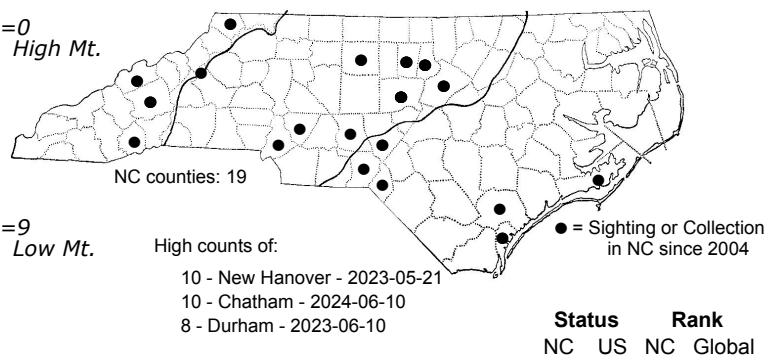 =0
High Mt.
NC counties: 19
=9
Low Mt.
High counts of:
10 - New Hanover - 2023-05-21
10 - Chatham - 2024-06-10
8 - Durham - 2023-06-10
● = Sighting or Collection
in NC since 2004
Status Rank
NC US NC Global